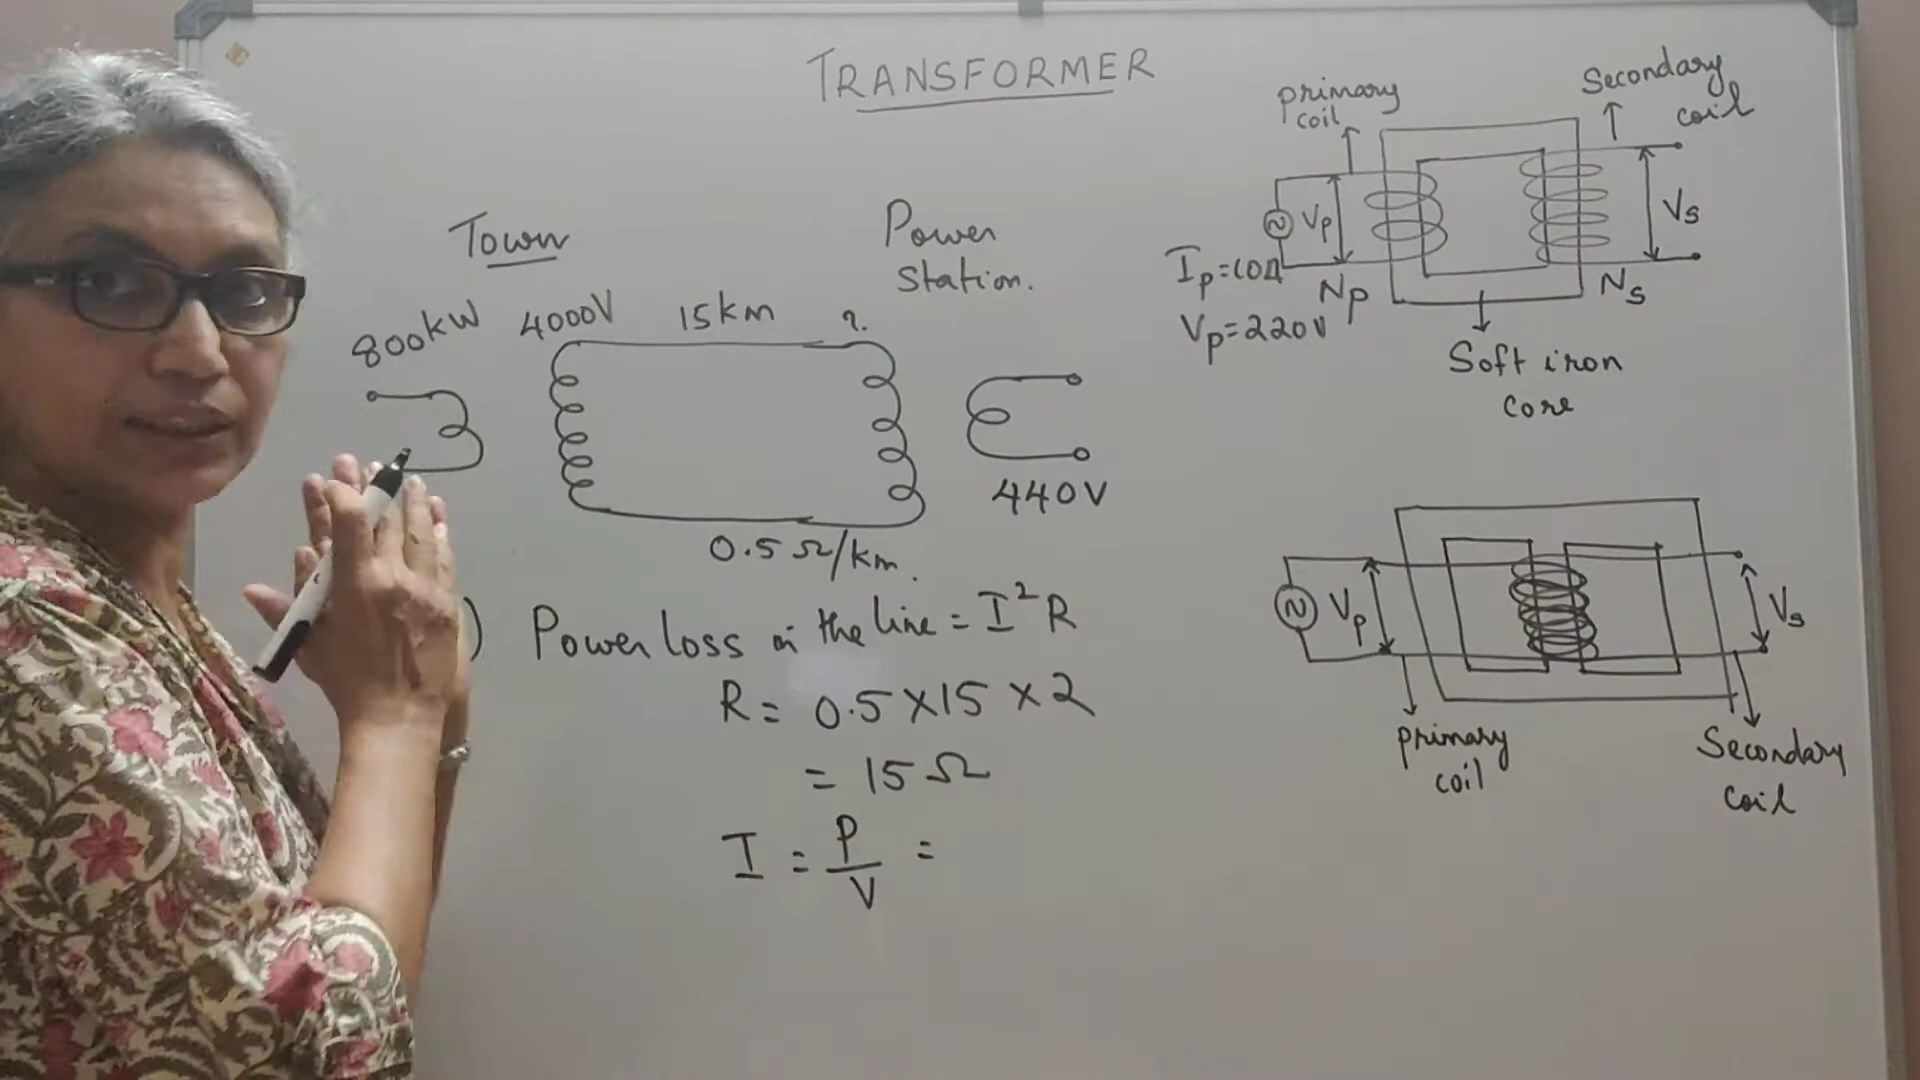 TRANSFORMER
Town
Power
Station.
800kW
4000V
15km
?
440V
0.5 Ω/km.
) Power loss in the line = I²R
R = 0.5 × 15 × 2
= 15 Ω
I = P/V =
primary
coil
Secondary
coil
Vp
Vs
Ip=10A
Vp=220V
Np
Ns
Soft iron
core
Vp
Vs
primary
coil
Secondary
coil